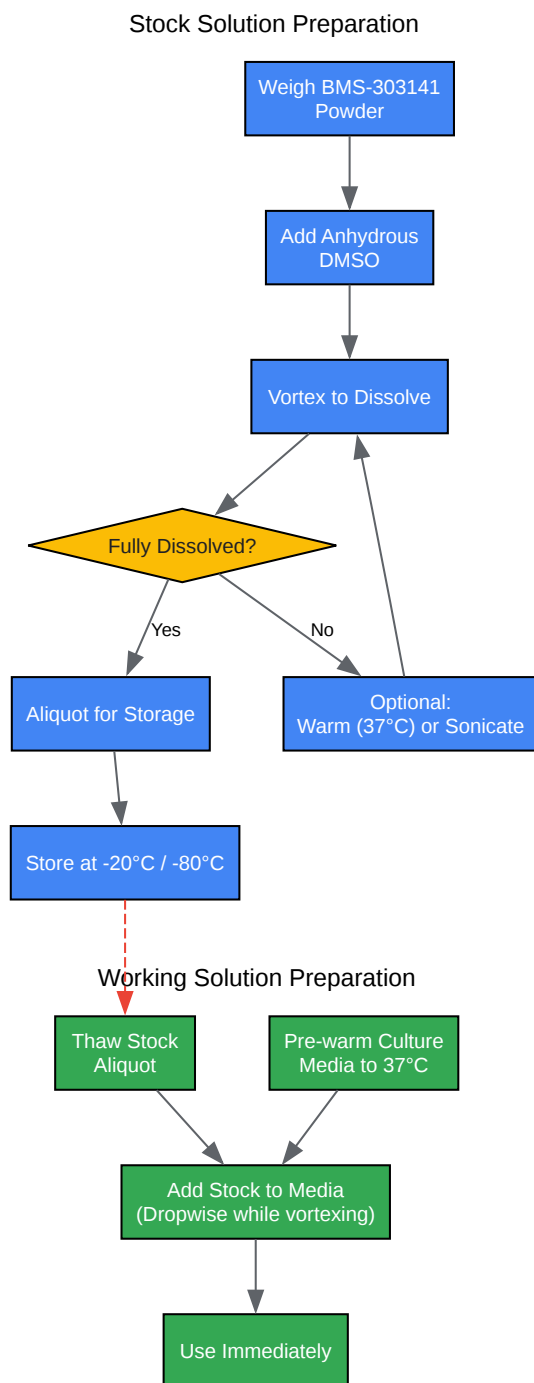 Stock Solution Preparation
Weigh BMS-303141
Powder
Add Anhydrous
DMSO
Vortex to Dissolve
Fully Dissolved?
Yes
No
Aliquot for Storage
Optional:
Warm (37°C) or Sonicate
Store at -20°C / -80°C
Working Solution Preparation
Thaw Stock
Aliquot
Pre-warm Culture
Media to 37°C
Add Stock to Media
(Dropwise while vortexing)
Use Immediately